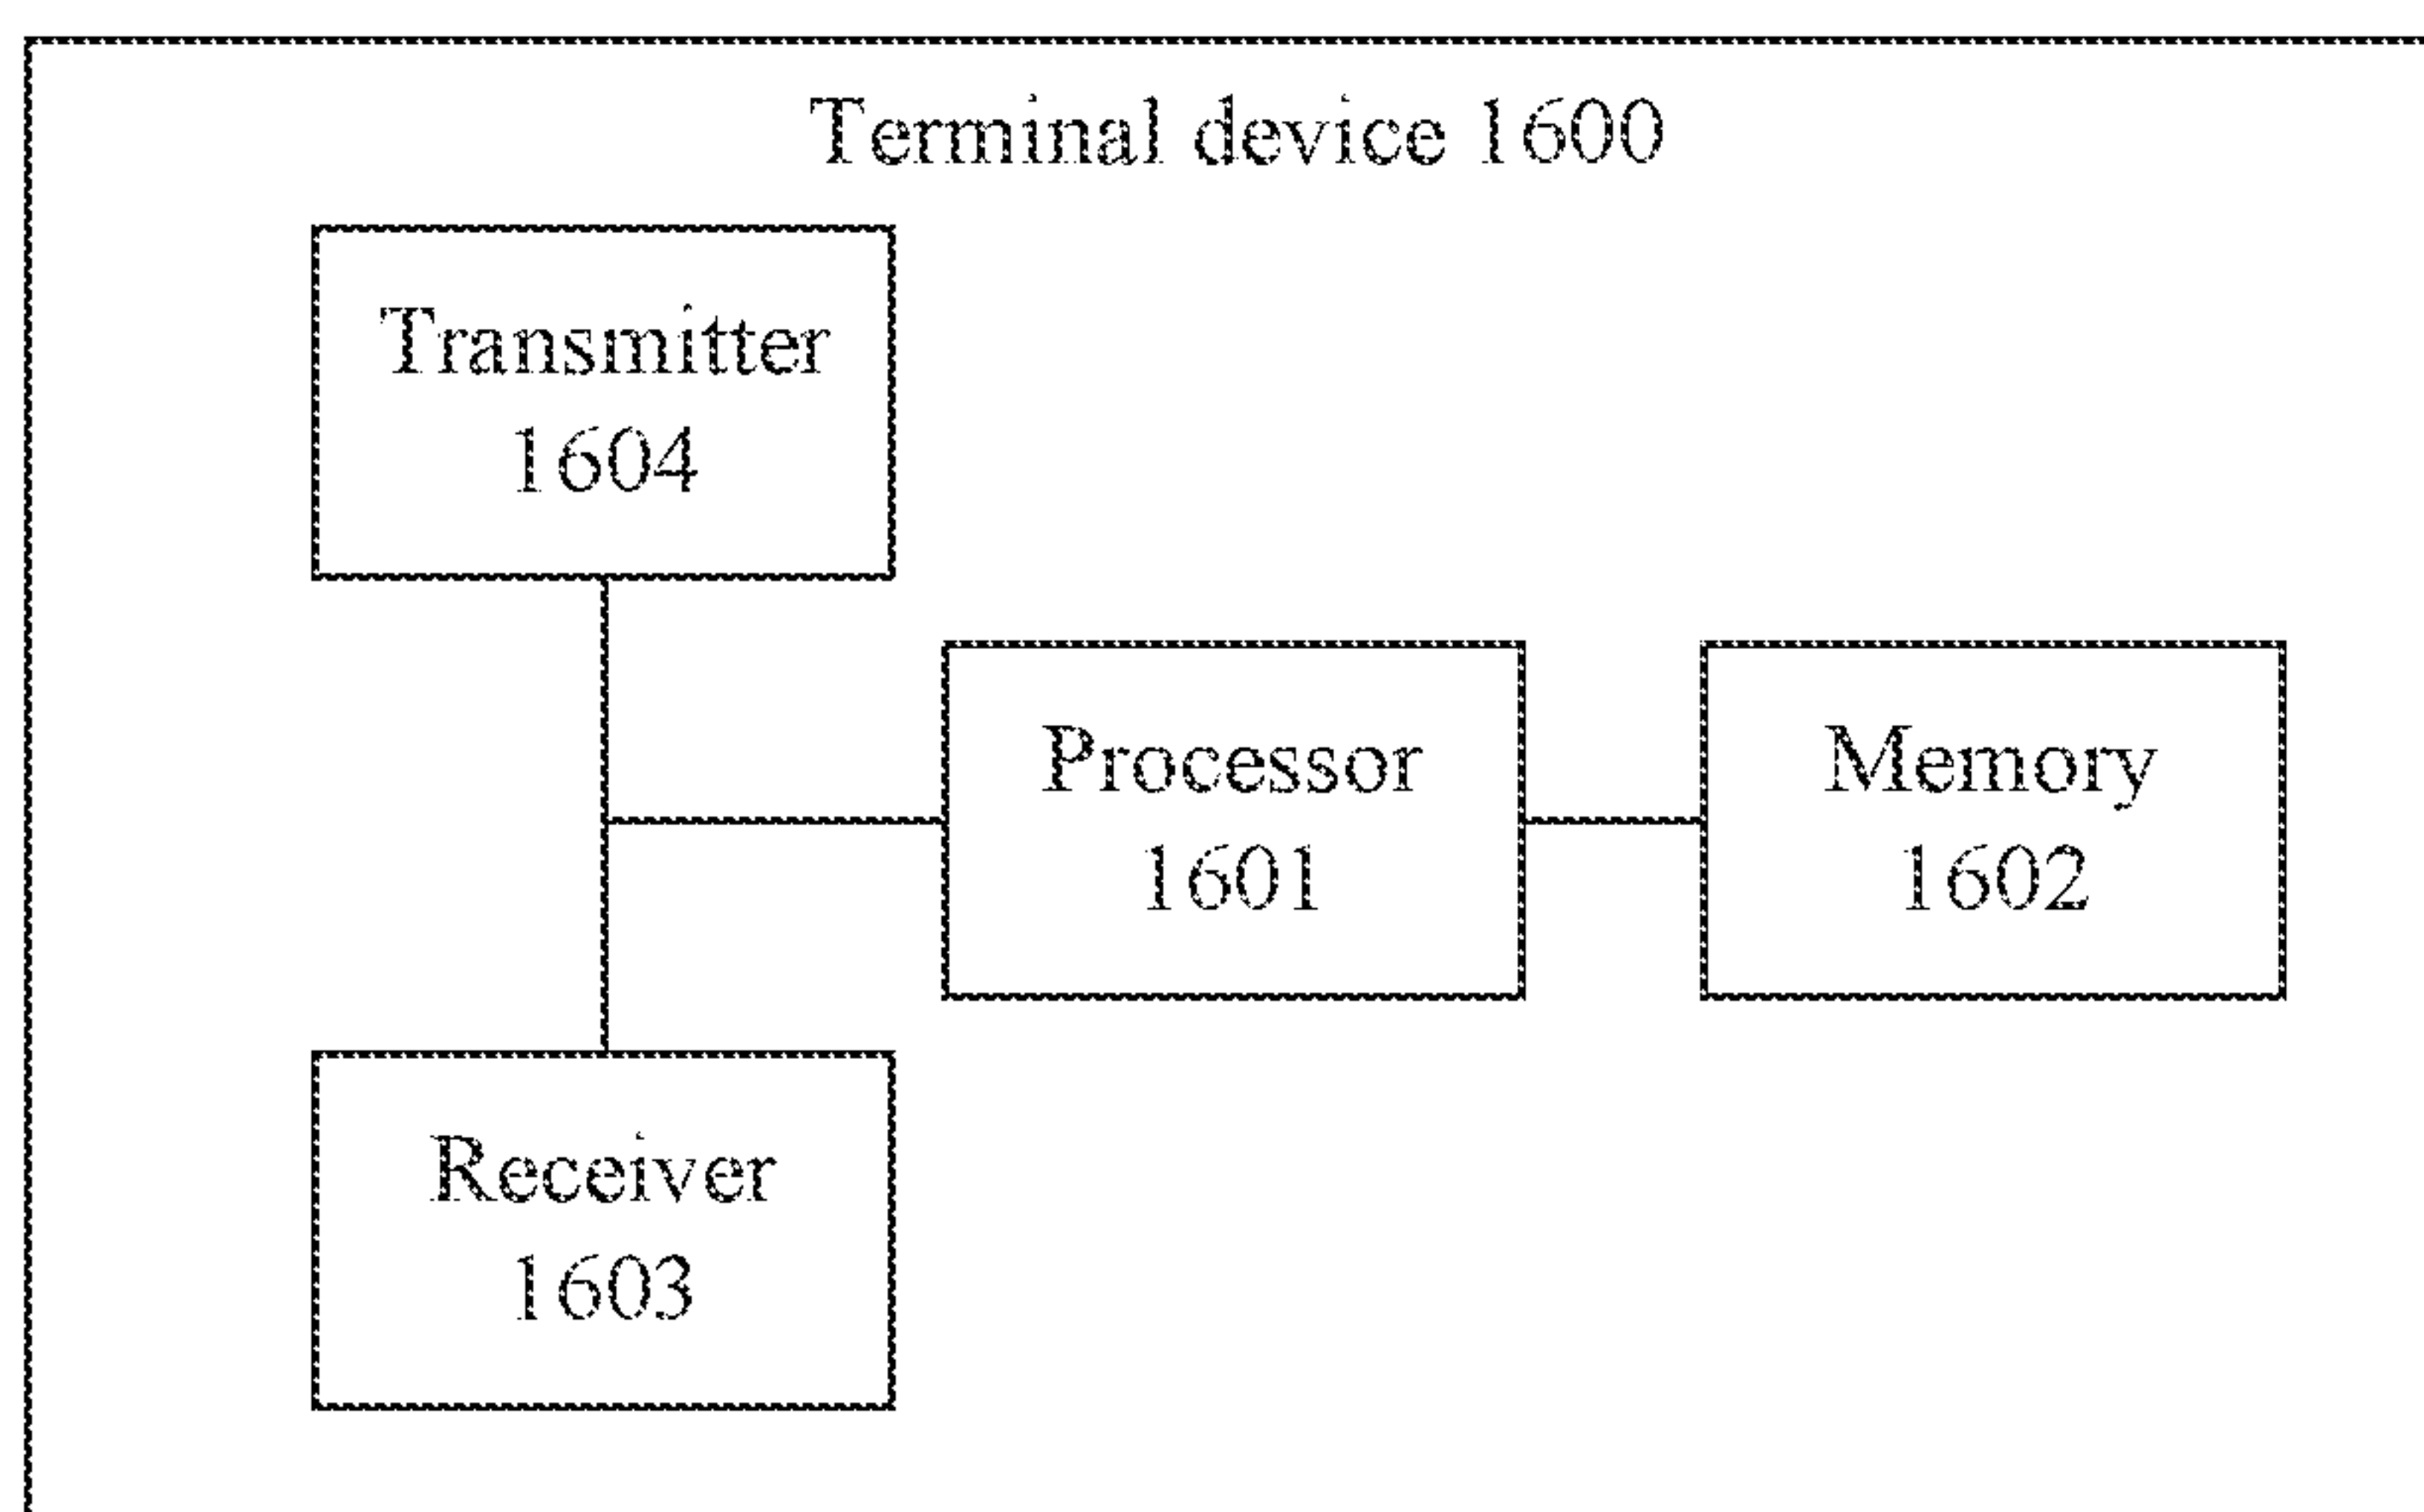 Terminal device 1600
Transmitter
1604
Processor
1601
Memory
1602
Receiver
1603